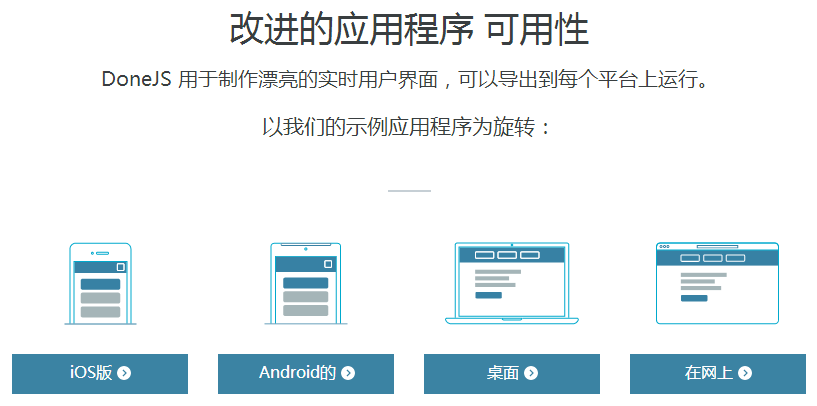 改进的应用程序 可用性
DoneJS 用于制作漂亮的实时用户界面，可以导出到每个平台上运行。
以我们的示例应用程序为旋转：
iOS版
Android的
桌面
在网上